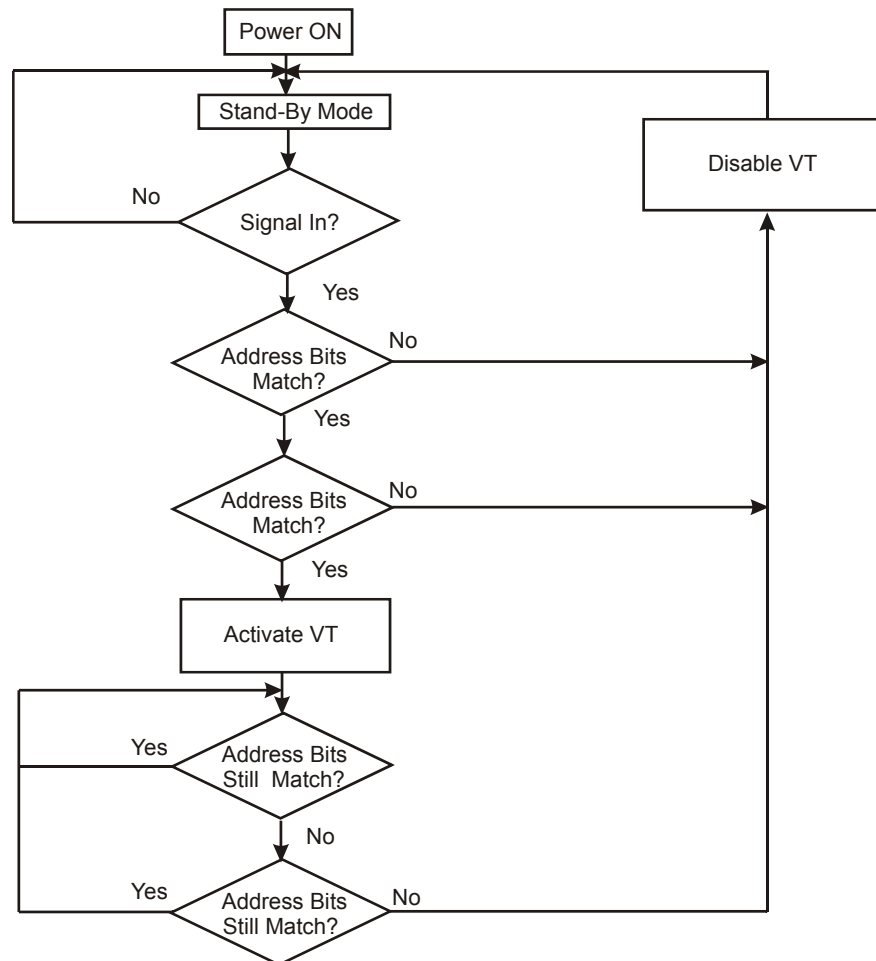 Power ON
Stand-By Mode
Disable VT
No
Signal In?
Yes
No
Address Bits
Match?
Yes
No
Address Bits
Match?
Yes
Activate VT
Yes
Address Bits
Still Match?
No
Yes
Address Bits
Still Match?
No